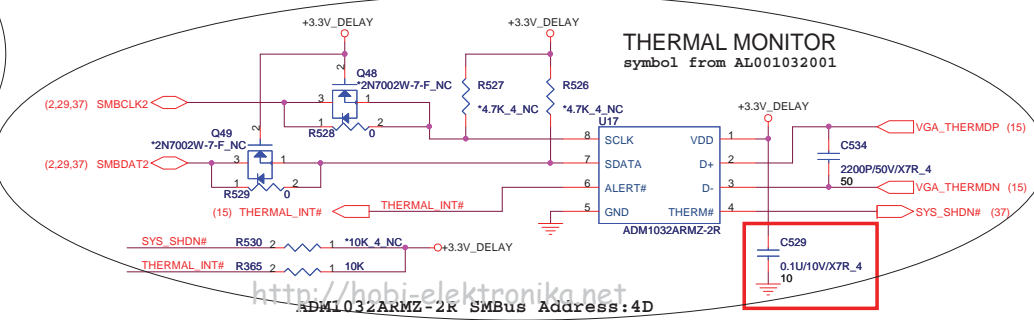 +3.3V_DELAY
+3.3V_DELAY
THERMAL MONITOR
symbol from AL001032001
2
Q48
*2N7002W-7-F_NC
R527
*4.7K_4_NC
R526
*4.7K_4_NC
+3.3V_DELAY
(2,29,37) SMBCLK2
3
1
1
2
R528
0
Q49
*2N7002W-7-F_NC
2
(2,29,37) SMBDAT2
3
1
1
2
R529
0
U17
8 SCLK
7 SDATA
6 ALERT#
5 GND
VDD 1
D+ 2
D- 3
THERM# 4
ADM1032ARMZ-2R
VGA_THERMDP (15)
C534
2200P/50V/X7R_4
50
VGA_THERMDN (15)
SYS_SHDN# (37)
(15) THERMAL_INT#
THERMAL_INT#
SYS_SHDN# R530 2 1 *10K_4_NC
+3.3V_DELAY
THERMAL_INT# R365 2 1 10K
C529
0.1U/10V/X7R_4
10
http://hobi-elektronika.net
ADM1032ARMZ-2R SMBus Address:4D